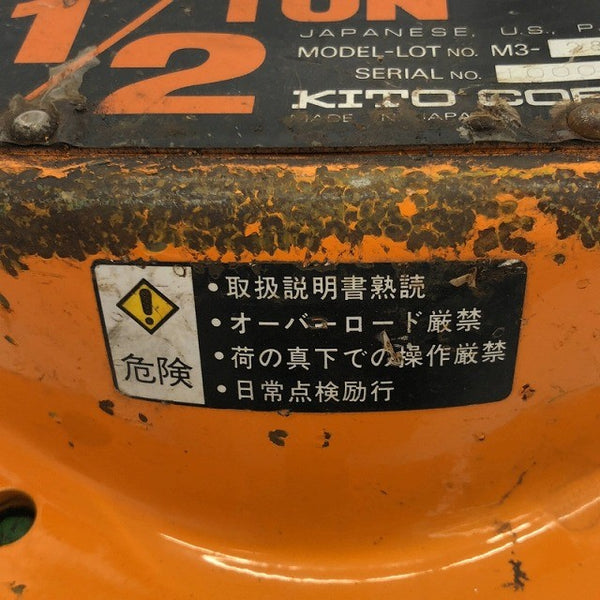 1/2 TON
JAPANESE, U.S.,
MODEL-LOT NO. M3-
SERIAL NO.
KITO
MADE IN JAPAN
危険
・取扱説明書熟読
・オーバーロード厳禁
・荷の真下での操作厳禁
・日常点検励行